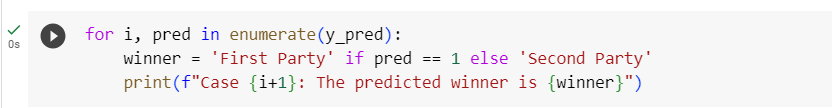 for i, pred in enumerate(y_pred):
    winner = 'First Party' if pred == 1 else 'Second Party'
    print(f"Case {i+1}: The predicted winner is {winner}")
0s